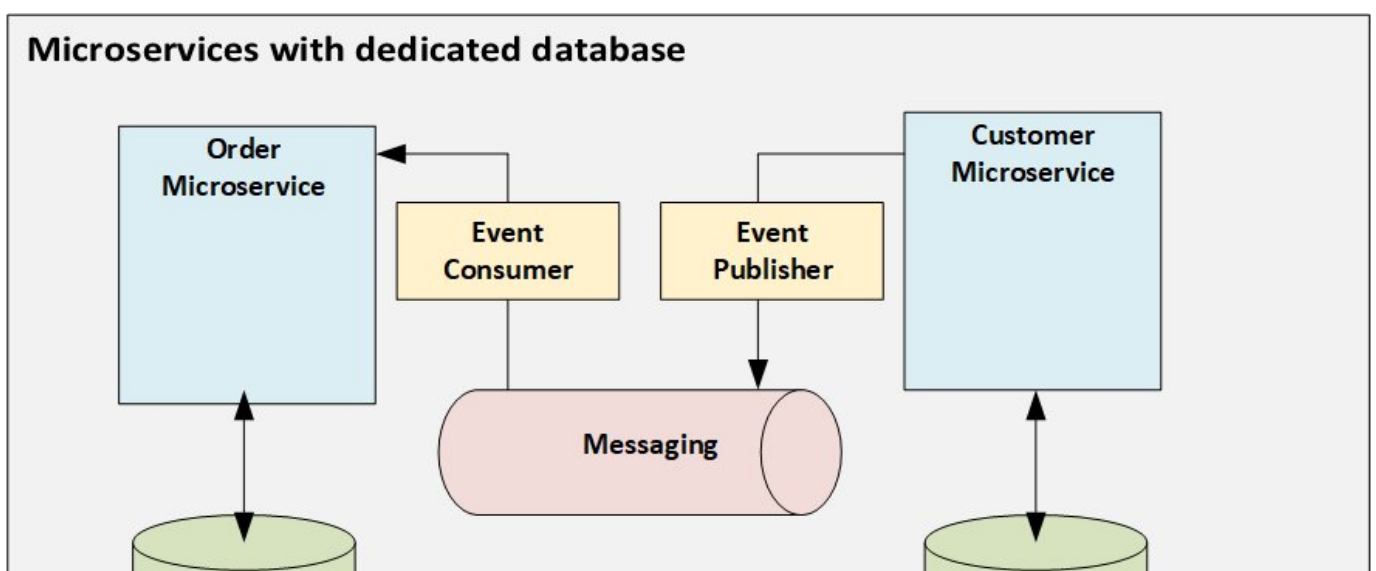 Microservices with dedicated database
Order
Microservice
Customer
Microservice
Event
Consumer
Event
Publisher
Messaging